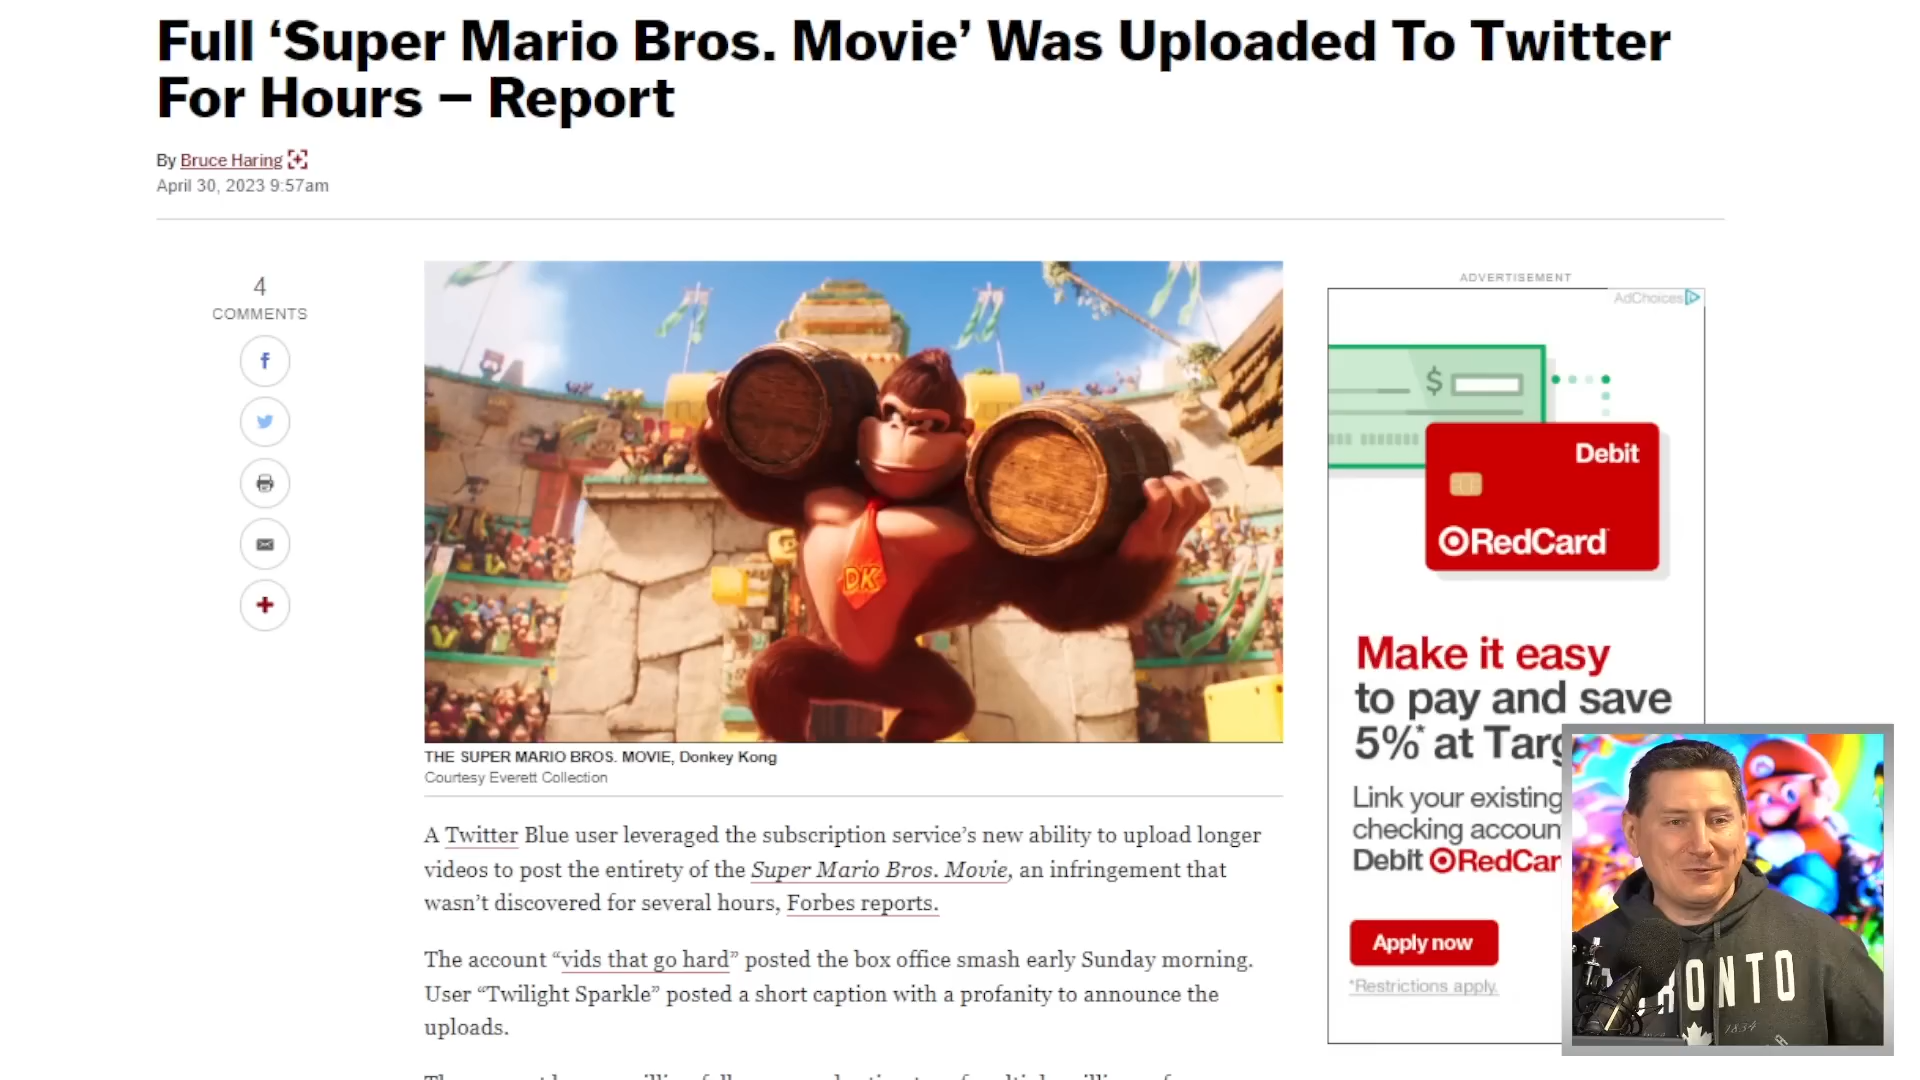 Full ‘Super Mario Bros. Movie’ Was Uploaded To Twitter
For Hours – Report
By Bruce Haring
April 30, 2023 9:57am
4
COMMENTS
ADVERTISEMENT
AdChoices
$
Debit
RedCard
DK
Make it easy
to pay and save
5%* at Targ
Link your existing
checking accoun
Debit RedCar
Apply now
*Restrictions apply.
THE SUPER MARIO BROS. MOVIE, Donkey Kong
Courtesy Everett Collection
A Twitter Blue user leveraged the subscription service’s new ability to upload longer
videos to post the entirety of the Super Mario Bros. Movie, an infringement that
wasn’t discovered for several hours, Forbes reports.
The account “vids that go hard” posted the box office smash early Sunday morning.
User “Twilight Sparkle” posted a short caption with a profanity to announce the
uploads.
RONTO
1834